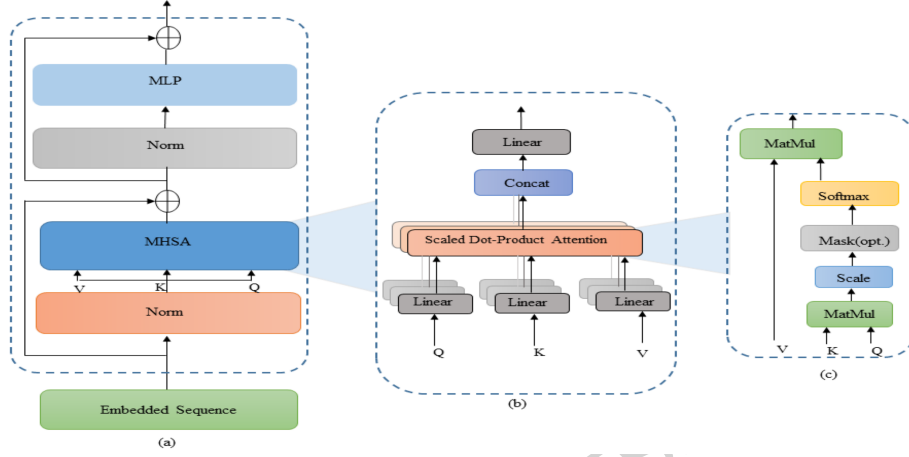 MLP
Norm
MHSA
V K Q
Norm
Embedded Sequence
(a)
Linear
Concat
Scaled Dot-Product Attention
Linear Linear Linear
Q K V
(b)
MatMul
Softmax
Mask(opt.)
Scale
MatMul
V K Q
(c)